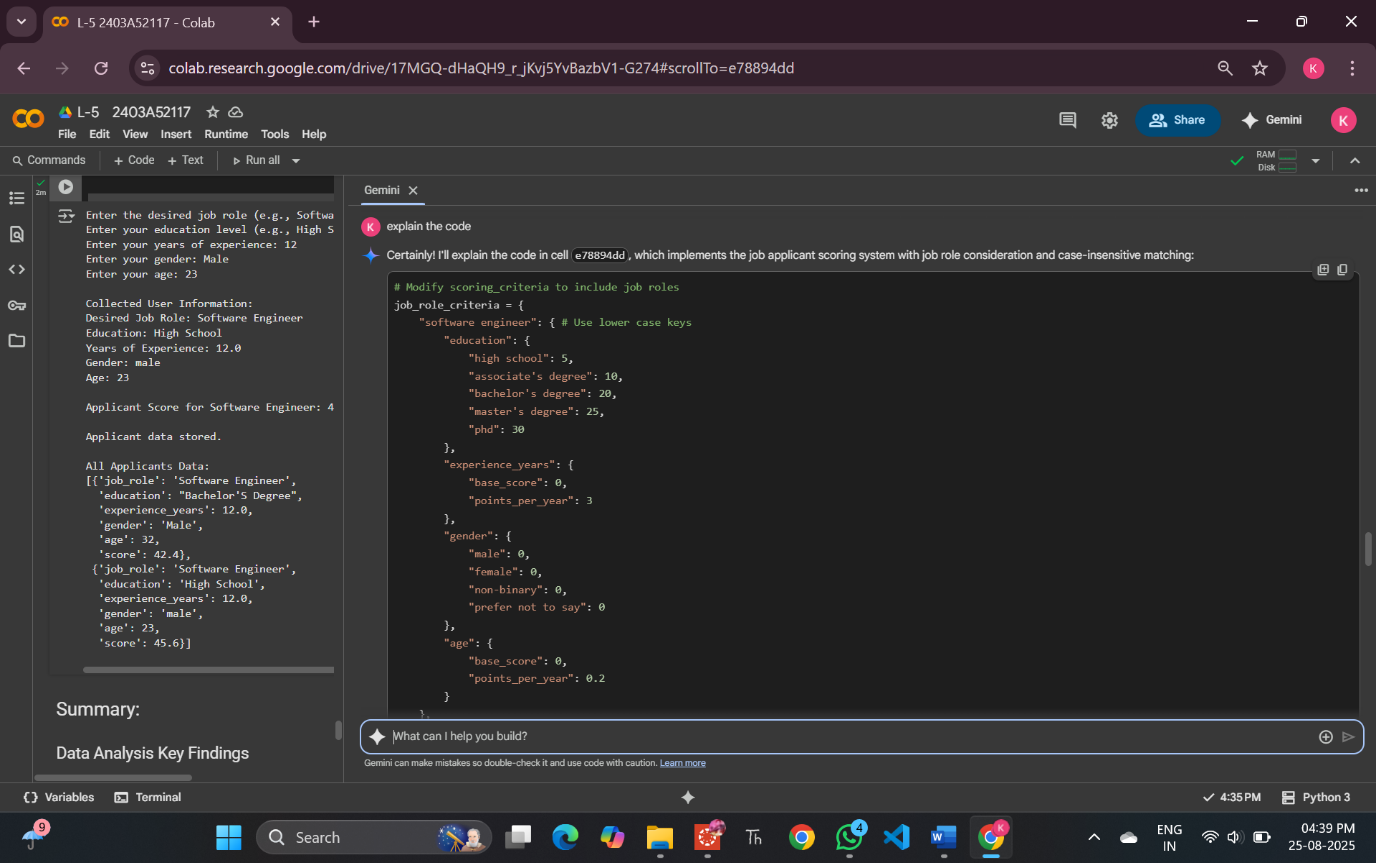 L-5 2403A52117 - Colab
colab.research.google.com/drive/17MGQ-dHaQH9_r_jKvj5YvBazbV1-G274#scrollTo=e78894dd
K
L-5 2403A52117
File Edit View Insert Runtime Tools Help
Share
Gemini
K
Commands + Code + Text Run all
RAM
Disk
2m
Enter the desired job role (e.g., Softwa
Enter your education level (e.g., High S
Enter your years of experience: 12
Enter your gender: Male
Enter your age: 23
Collected User Information:
Desired Job Role: Software Engineer
Education: High School
Years of Experience: 12.0
Gender: male
Age: 23
Applicant Score for Software Engineer: 4
Applicant data stored.
All Applicants Data:
[{'job_role': 'Software Engineer',
'education': "Bachelor'S Degree",
'experience_years': 12.0,
'gender': 'Male',
'age': 32,
'score': 42.4},
{'job_role': 'Software Engineer',
'education': 'High School',
'experience_years': 12.0,
'gender': 'male',
'age': 23,
'score': 45.6}]
Summary:
Data Analysis Key Findings
Gemini
K
explain the code
Certainly! I'll explain the code in cell e78894dd, which implements the job applicant scoring system with job role consideration and case-insensitive matching:
# Modify scoring_criteria to include job roles
job_role_criteria = {
"software engineer": { # Use lower case keys
"education": {
"high school": 5,
"associate's degree": 10,
"bachelor's degree": 20,
"master's degree": 25,
"phd": 30
},
"experience_years": {
"base_score": 0,
"points_per_year": 3
},
"gender": {
"male": 0,
"female": 0,
"non-binary": 0,
"prefer not to say": 0
},
"age": {
"base_score": 0,
"points_per_year": 0.2
}
},
What can I help you build?
Gemini can make mistakes so double-check it and use code with caution. Learn more
{} Variables Terminal
4:35 PM Python 3
9
Search
Th
4
K
ENG
IN
04:39 PM
25-08-2025